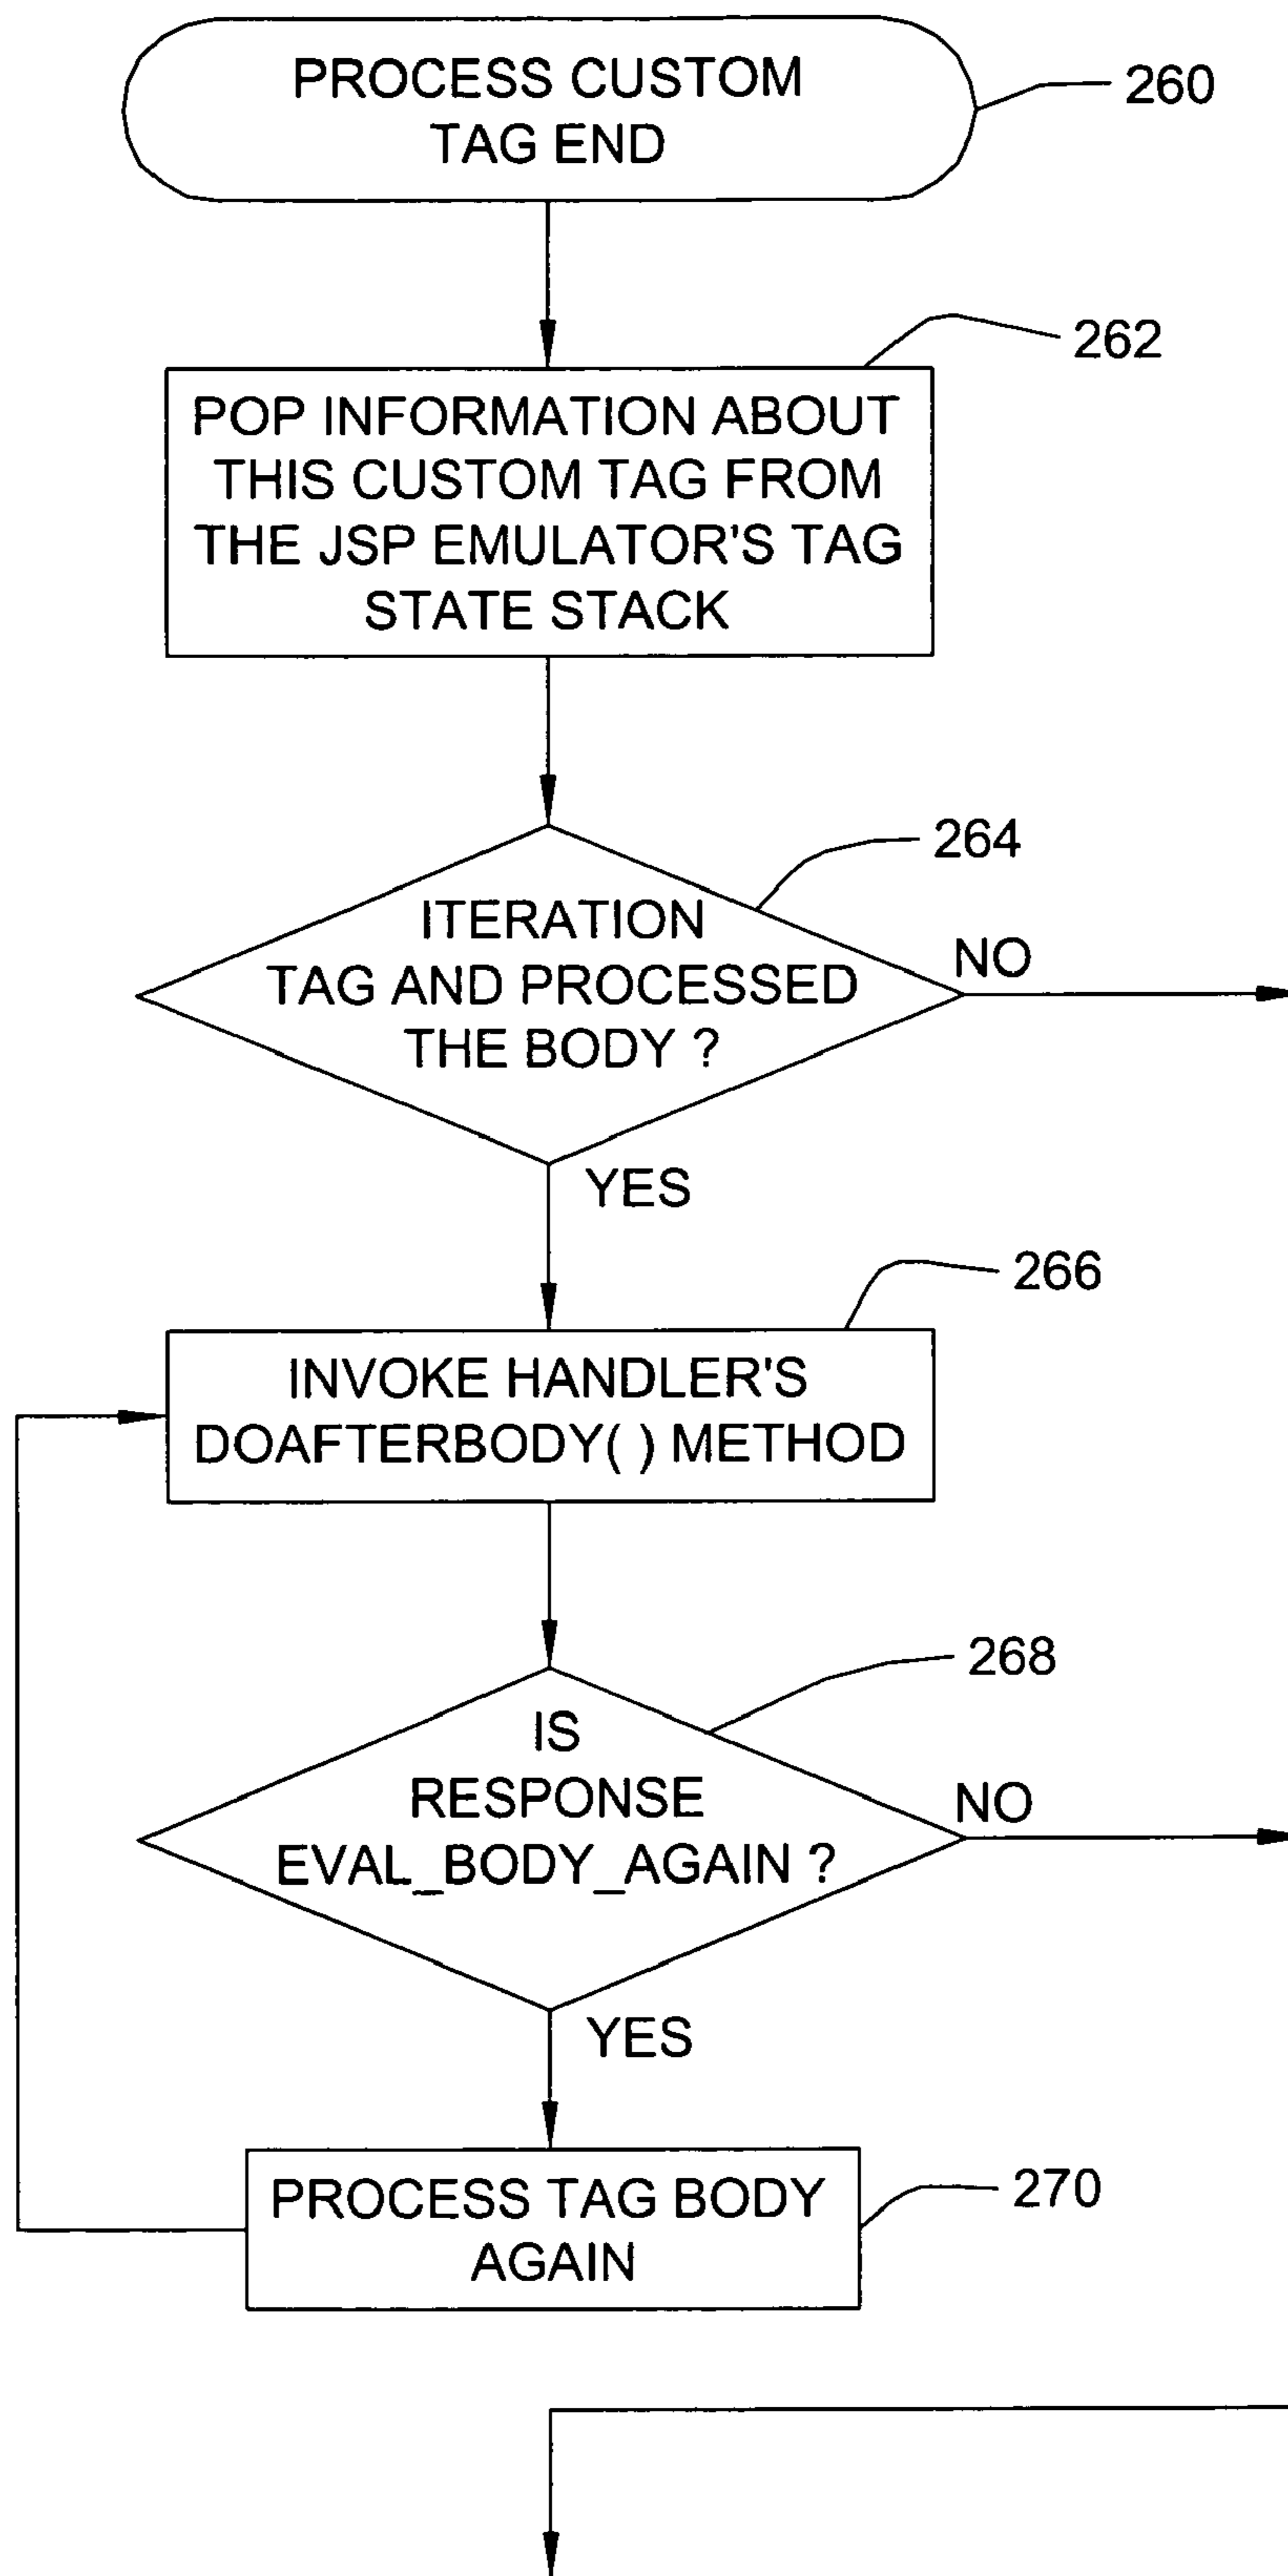 PROCESS CUSTOM
TAG END
260
262
POP INFORMATION ABOUT
THIS CUSTOM TAG FROM
THE JSP EMULATOR'S TAG
STATE STACK
264
ITERATION
TAG AND PROCESSED
THE BODY ?
NO
YES
266
INVOKE HANDLER'S
DOAFTERBODY( ) METHOD
268
IS
RESPONSE
EVAL_BODY_AGAIN ?
NO
YES
PROCESS TAG BODY
AGAIN
270